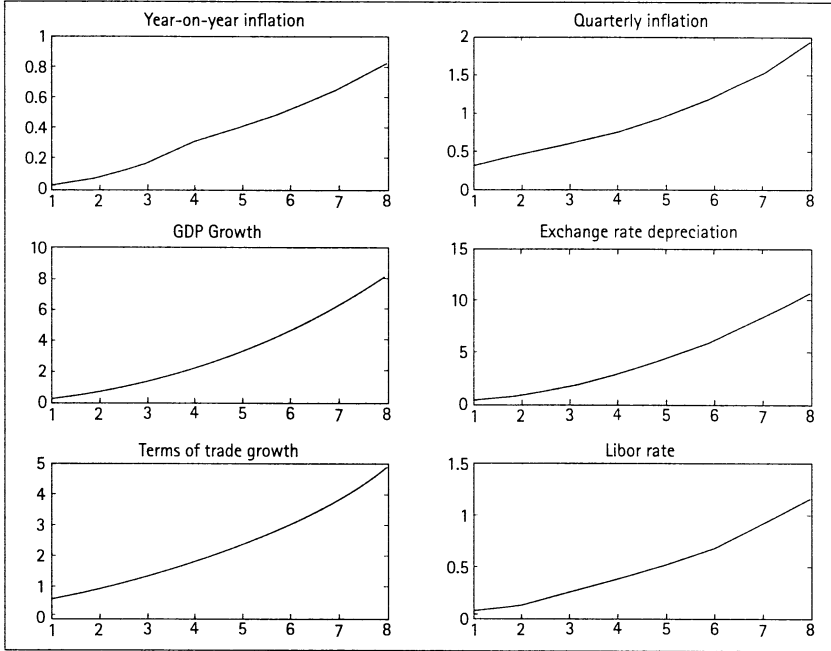 Year-on-year inflation
1
0.8
0.6
0.4
0.2
0
1 2 3 4 5 6 7 8
Quarterly inflation
2
1.5
1
0.5
0
1 2 3 4 5 6 7 8
GDP Growth
10
8
6
4
2
0
1 2 3 4 5 6 7 8
Exchange rate depreciation
15
10
5
0
1 2 3 4 5 6 7 8
Terms of trade growth
5
4
3
2
1
0
1 2 3 4 5 6 7 8
Libor rate
1.5
1
0.5
0
1 2 3 4 5 6 7 8